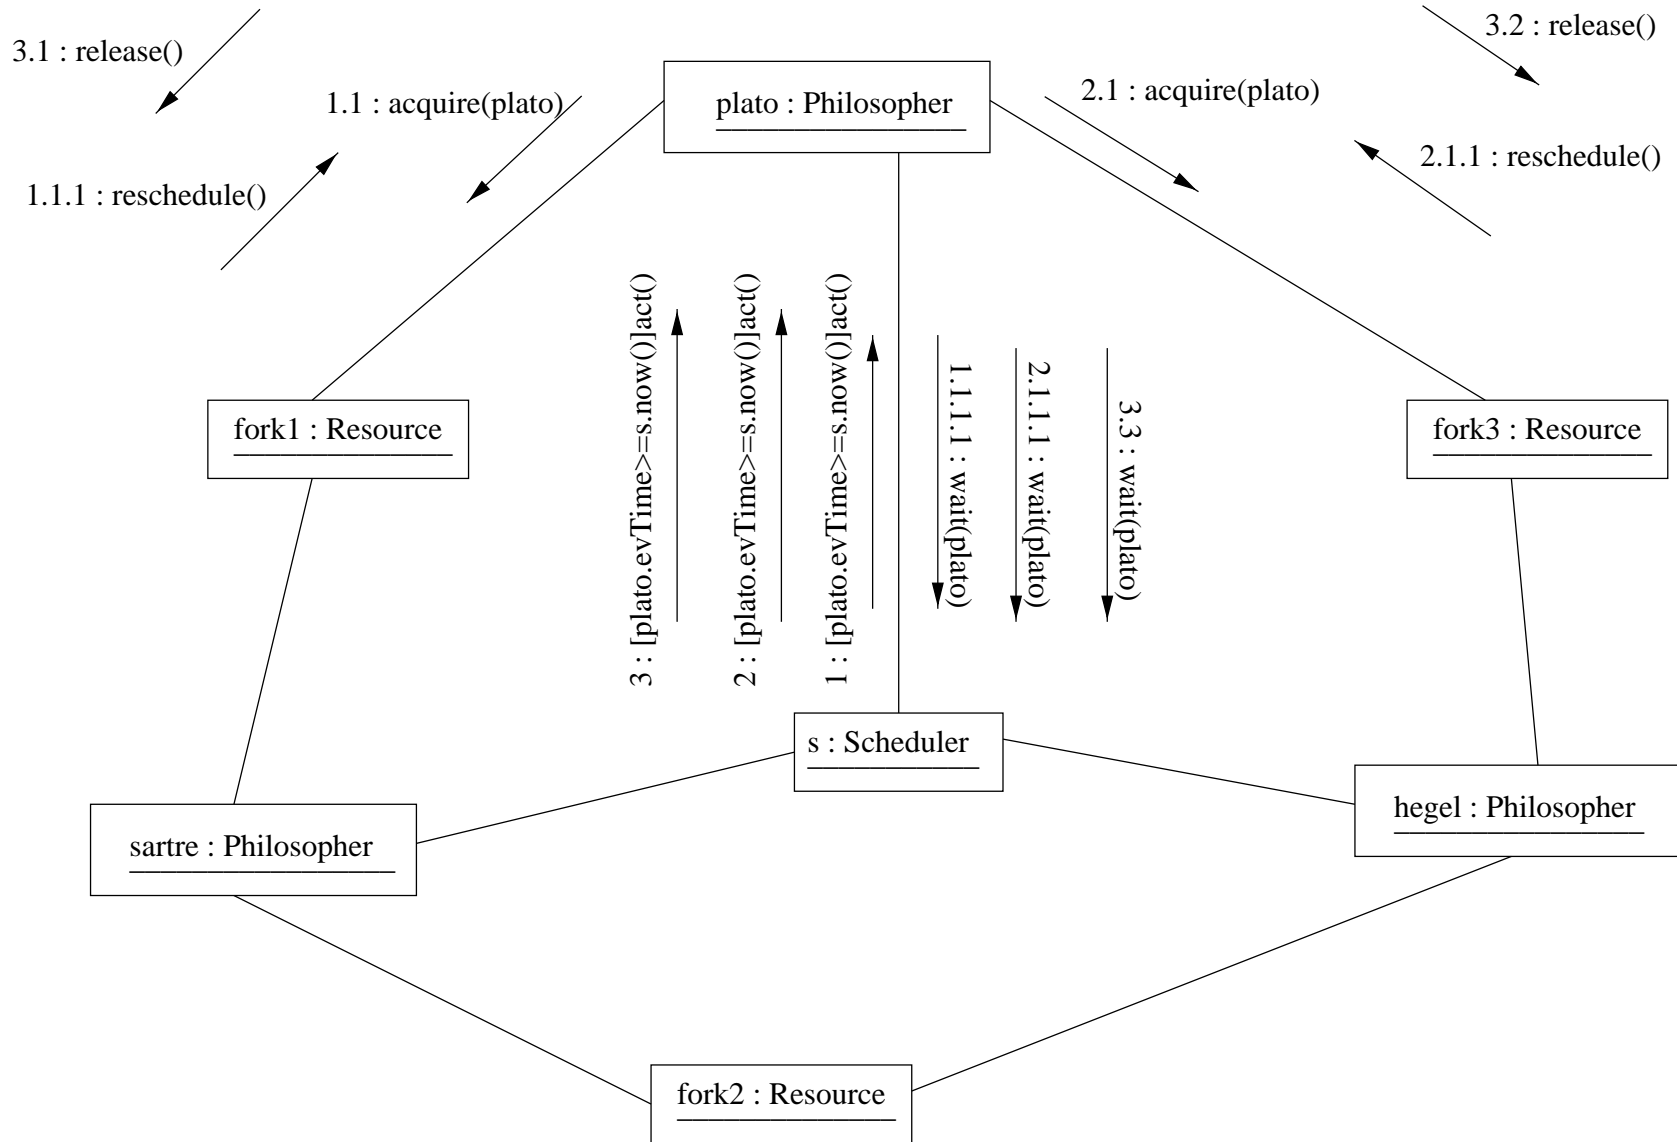 3.1 : release()
3.2 : release()
1.1 : acquire(plato)
plato : Philosopher
2.1 : acquire(plato)
1.1.1 : reschedule()
2.1.1 : reschedule()
3 : [plato.evTime>=s.now()]act()
2 : [plato.evTime>=s.now()]act()
1 : [plato.evTime>=s.now()]act()
1.1.1.1 : wait(plato)
2.1.1.1 : wait(plato)
3.3 : wait(plato)
fork1 : Resource
fork3 : Resource
s : Scheduler
sartre : Philosopher
hegel : Philosopher
fork2 : Resource